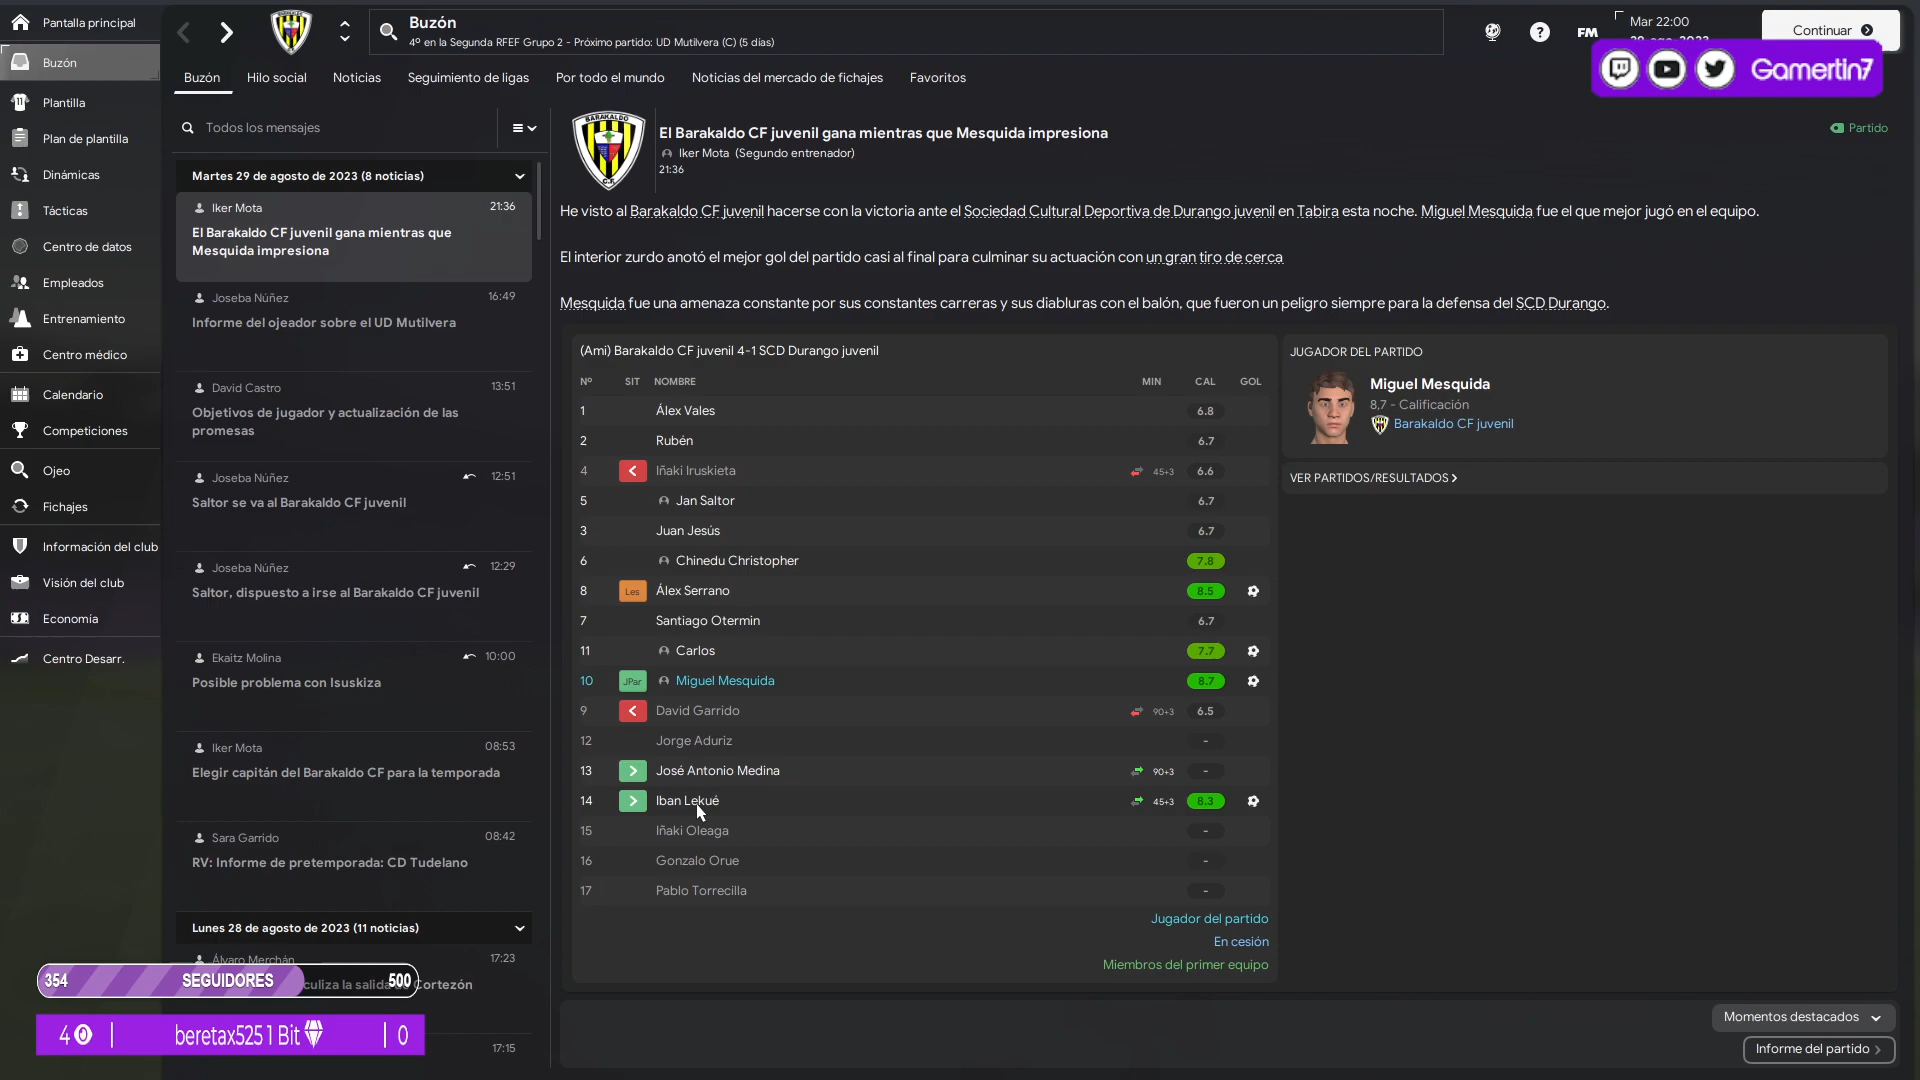 Pantalla principal
Buzón
Plantilla
Plan de plantilla
Dinámicas
Tácticas
Centro de datos
Empleados
Entrenamiento
Centro médico
Calendario
Competiciones
Ojeo
Fichajes
Información del club
Visión del club
Economía
Centro Desarr.
Buzón
4º en la Segunda RFEF Grupo 2 - Próximo partido: UD Mutilvera (C) (5 días)
FM
Mar 22:00
Continuar
Gamertin7
Buzón
Hilo social
Noticias
Seguimiento de ligas
Por todo el mundo
Noticias del mercado de fichajes
Favoritos
Todos los mensajes
Martes 29 de agosto de 2023 (8 noticias)
Iker Mota 21:36
El Barakaldo CF juvenil gana mientras que
Mesquida impresiona
Joseba Núñez 16:49
Informe del ojeador sobre el UD Mutilvera
David Castro 13:51
Objetivos de jugador y actualización de las
promesas
Joseba Núñez 12:51
Saltor se va al Barakaldo CF juvenil
Joseba Núñez 12:29
Saltor, dispuesto a irse al Barakaldo CF juvenil
Ekaitz Molina 10:00
Posible problema con Isuskiza
Iker Mota 08:53
Elegir capitán del Barakaldo CF para la temporada
Sara Garrido 08:42
RV: Informe de pretemporada: CD Tudelano
Lunes 28 de agosto de 2023 (11 noticias)
Álvaro Merchán 17:23
culiza la salida de Cortezón
17:15
354 SEGUIDORES 500
4 | beretax525 1 Bit | 0
BARAKALDO
C.F.
El Barakaldo CF juvenil gana mientras que Mesquida impresiona
Iker Mota (Segundo entrenador)
21:36
Partido
He visto al Barakaldo CF juvenil hacerse con la victoria ante el Sociedad Cultural Deportiva de Durango juvenil en Tabira esta noche. Miguel Mesquida fue el que mejor jugó en el equipo.
El interior zurdo anotó el mejor gol del partido casi al final para culminar su actuación con un gran tiro de cerca
Mesquida fue una amenaza constante por sus constantes carreras y sus diabluras con el balón, que fueron un peligro siempre para la defensa del SCD Durango.
(Ami) Barakaldo CF juvenil 4-1 SCD Durango juvenil
Nº SIT NOMBRE MIN CAL GOL
1 Álex Vales 6.8
2 Rubén 6.7
4 Iñaki Iruskieta 45+3 6.6
5 Jan Saltor 6.7
3 Juan Jesús 6.7
6 Chinedu Christopher 7.8
8 Les Álex Serrano 8.5
7 Santiago Otermin 6.7
11 Carlos 7.7
10 JPar Miguel Mesquida 8.7
9 David Garrido 90+3 6.5
12 Jorge Aduriz -
13 José Antonio Medina 90+3 -
14 Iban Lekué 45+3 8.3
15 Iñaki Oleaga -
16 Gonzalo Orue -
17 Pablo Torrecilla -
Jugador del partido
En cesión
Miembros del primer equipo
JUGADOR DEL PARTIDO
Miguel Mesquida
8,7 - Calificación
Barakaldo CF juvenil
VER PARTIDOS/RESULTADOS
Momentos destacados
Informe del partido